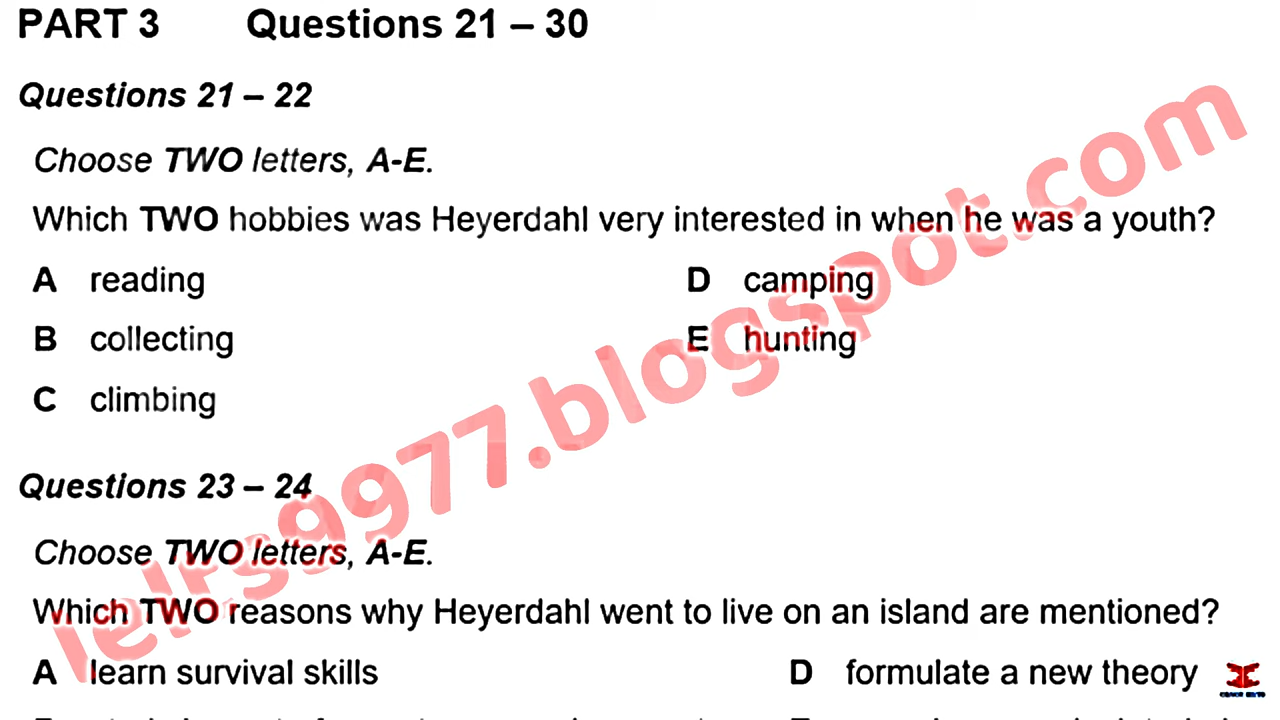 PART 3 Questions 21 – 30
Questions 21 – 22
Choose TWO letters, A-E.
Which TWO hobbies was Heyerdahl very interested in when he was a youth?
A reading
D camping
B collecting
E hunting
C climbing
Questions 23 – 24
Choose TWO letters, A-E.
Which TWO reasons why Heyerdahl went to live on an island are mentioned?
A learn survival skills
D formulate a new theory
ielts9977.blogspot.com